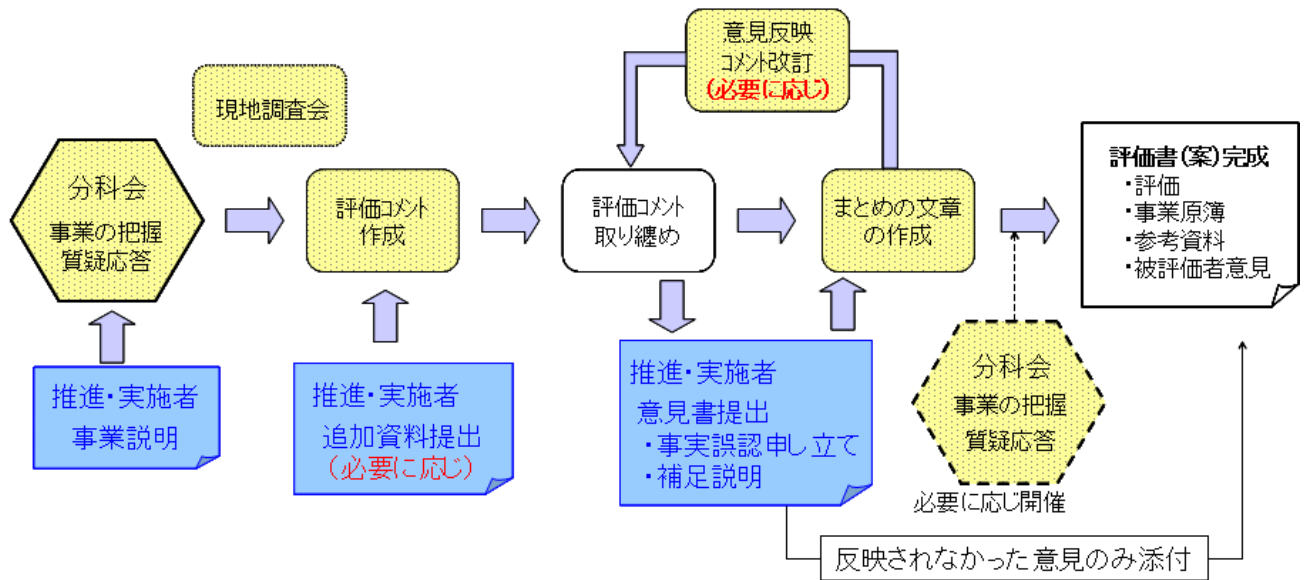 意見反映
コメント改訂
(必要に応じ)
現地調査会
分科会
事業の把握
質疑応答
評価コメント
作成
評価コメント
取り纏め
まとめの文章
の作成
評価書(案)完成
・評価
・事業原簿
・参考資料
・被評価者意見
推進・実施者
事業説明
推進・実施者
追加資料提出
(必要に応じ)
推進・実施者
意見書提出
・事実誤認申し立て
・補足説明
分科会
事業の把握
質疑応答
必要に応じ開催
反映されなかった意見のみ添付